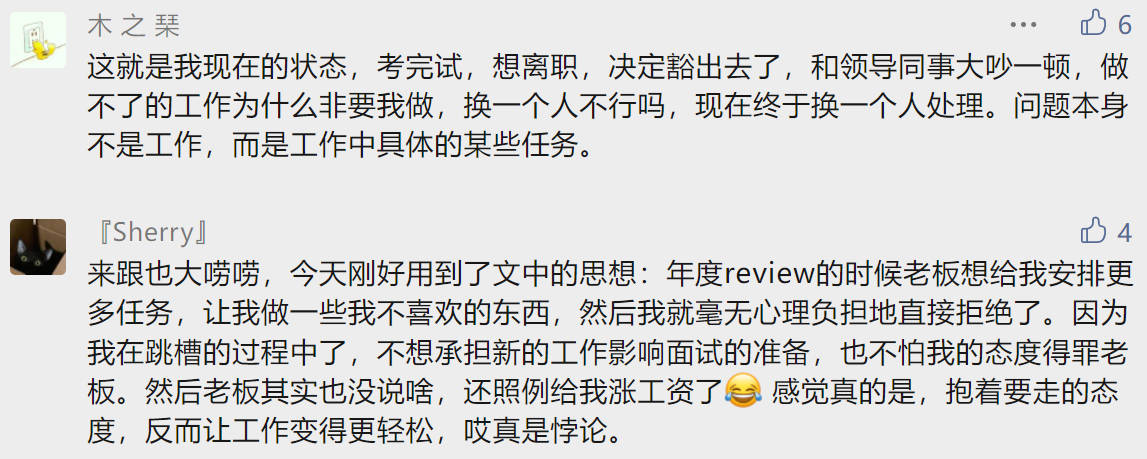 木之琹 6
这就是我现在的状态，考完试，想离职，决定豁出去了，和领导同事大吵一顿，做
不了的工作为什么非要我做，换一个人不行吗，现在终于换一个人处理。问题本身
不是工作，而是工作中具体的某些任务。
『Sherry』 4
来跟也大唠唠，今天刚好用到了文中的思想：年度review的时候老板想给我安排更
多任务，让我做一些我不喜欢的东西，然后我就毫无心理负担地直接拒绝了。因为
我在跳槽的过程中了，不想承担新的工作影响面试的准备，也不怕我的态度得罪老
板。然后老板其实也没说啥，还照例给我涨工资了😂 感觉真的是，抱着要走的态
度，反而让工作变得更轻松，哎真是悖论。